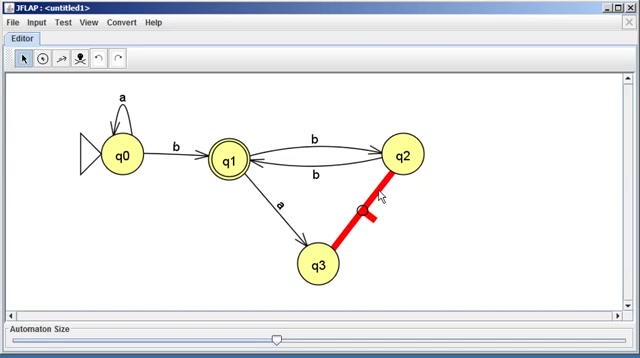 JFLAP : <untitled1>
File Input Test View Convert Help
Editor
a
q0
b
q1
b
b
q2
a
q3
Automaton Size